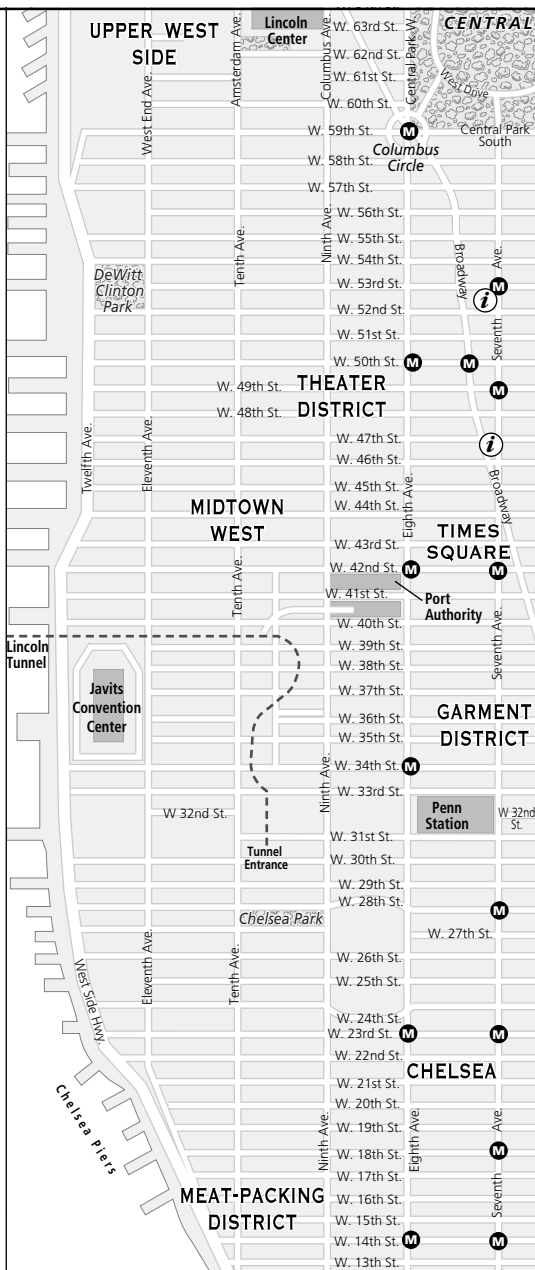 UPPER WEST
SIDE
Lincoln
Center
W. 63rd St.
CENTRAL
W. 62nd St.
W. 61st St.
W. 60th St.
W. 59th St.
West End Ave.
Amsterdam Ave.
Columbus Ave.
Central Park W.
West Drive
M
Columbus
Circle
Central Park
South
W. 58th St.
W. 57th St.
W. 56th St.
W. 55th St.
W. 54th St.
W. 53rd St.
W. 52nd St.
W. 51st St.
W. 50th St.
Tenth Ave.
Ninth Ave.
Broadway
Seventh
Ave.
M
i
DeWitt
Clinton
Park
M
M
M
W. 49th St.
W. 48th St.
THEATER
DISTRICT
W. 47th St.
W. 46th St.
W. 45th St.
W. 44th St.
W. 43rd St.
W. 42nd St.
W. 41st St.
W. 40th St.
i
Twelfth Ave.
Eleventh Ave.
Eighth Ave.
Broadway
MIDTOWN
WEST
TIMES
SQUARE
M
M
Tenth Ave.
Port
Authority
Seventh Ave.
Lincoln
Tunnel
W. 39th St.
W. 38th St.
W. 37th St.
W. 36th St.
W. 35th St.
W. 34th St.
W. 33rd St.
Javits
Convention
Center
GARMENT
DISTRICT
M
Ninth Ave.
W 32nd St.
Penn
Station
W 32nd
St.
Tunnel
Entrance
W. 31st St.
W. 30th St.
W. 29th St.
W. 28th St.
M
Chelsea Park
W. 27th St.
W. 26th St.
W. 25th St.
W. 24th St.
W. 23rd St.
M
M
West Side Hwy.
Eleventh Ave.
Tenth Ave.
W. 22nd St.
CHELSEA
W. 21st St.
W. 20th St.
W. 19th St.
W. 18th St.
W. 17th St.
W. 16th St.
W. 15th St.
W. 14th St.
W. 13th St.
Chelsea Piers
Ninth Ave.
Eighth Ave.
Seventh
Ave.
M
MEAT-PACKING
DISTRICT
M
M